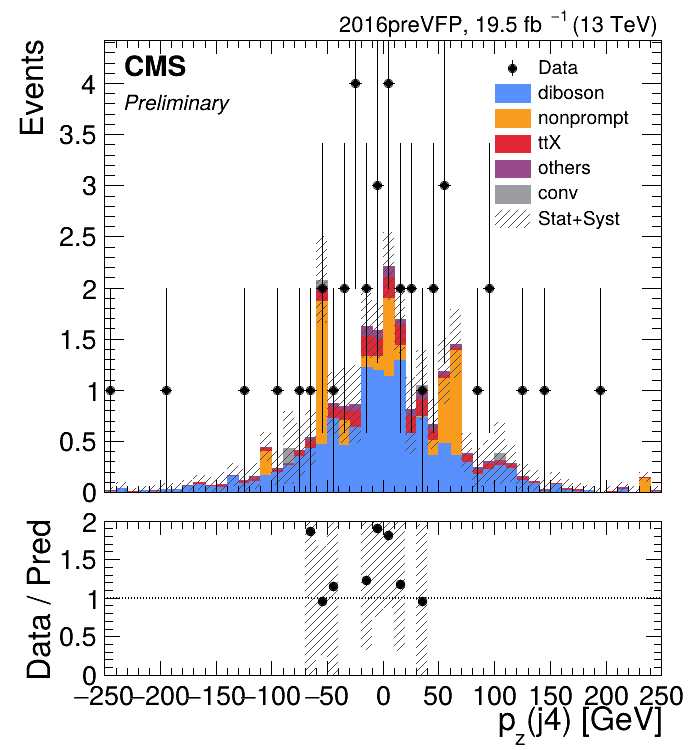 2016preVFP, 19.5 fb⁻¹ (13 TeV)
Events
CMS
Preliminary
Data
diboson
nonprompt
ttX
others
conv
Stat+Syst
4
3.5
3
2.5
2
1.5
1
0.5
0
Data / Pred
2
1.5
1
0.5
0
−250 −200 −150 −100 −50 0 50 100 150 200 250
p_z(j4) [GeV]